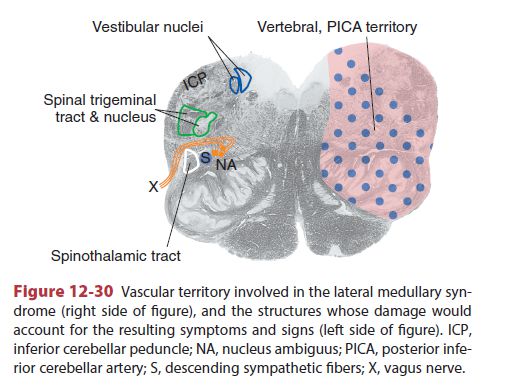 Vestibular nuclei
Vertebral, PICA territory
ICP
Spinal trigeminal
tract & nucleus
S
NA
X
Spinothalamic tract
Figure 12-30 Vascular territory involved in the lateral medullary syn-
drome (right side of figure), and the structures whose damage would
account for the resulting symptoms and signs (left side of figure). ICP,
inferior cerebellar peduncle; NA, nucleus ambiguus; PICA, posterior infe-
rior cerebellar artery; S, descending sympathetic fibers; X, vagus nerve.